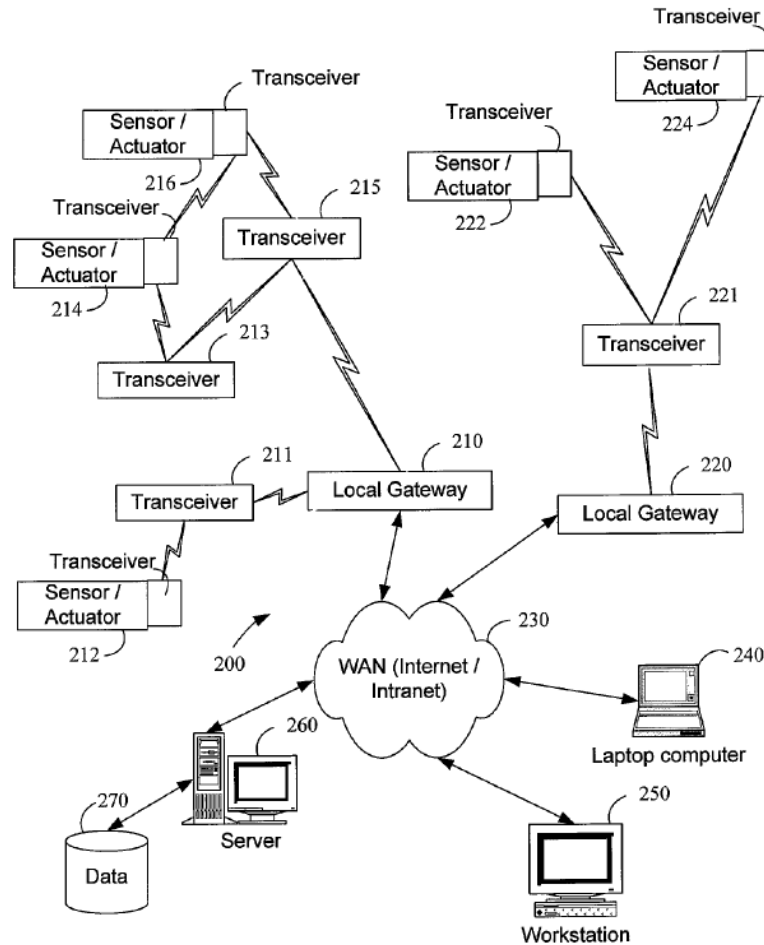 Transceiver
Transceiver
Sensor /
Actuator
224
Sensor /
Actuator
216
Transceiver
Sensor /
Actuator
222
Transceiver
215
Transceiver
Sensor /
Actuator
214
213
Transceiver
221
Transceiver
210
Local Gateway
211
Transceiver
220
Local Gateway
Transceiver
Sensor /
Actuator
212
200
230
WAN (Internet /
Intranet)
240
Laptop computer
260
Server
270
Data
250
Workstation